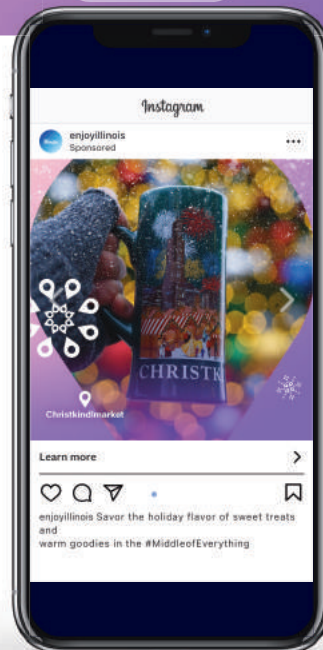 Instagram
enjoyillinois
Sponsored
CHRISTK
Christkindlmarket
Learn more
enjoyillinois Savor the holiday flavor of sweet treats
and
warm goodies in the #MiddleofEverything